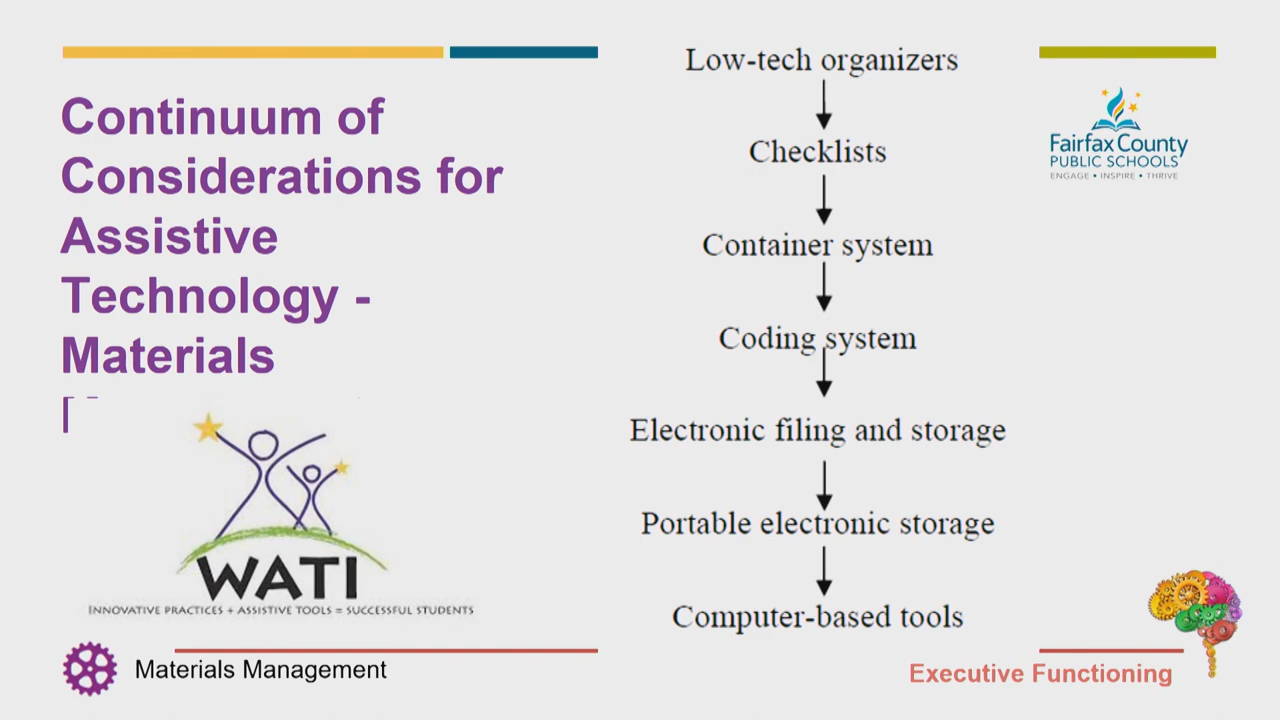 Continuum of
Considerations for
Assistive
Technology -
Materials
Low-tech organizers
Checklists
Container system
Coding system
Electronic filing and storage
Portable electronic storage
Computer-based tools
Fairfax County
PUBLIC SCHOOLS
ENGAGE • INSPIRE • THRIVE
WATI
INNOVATIVE PRACTICES + ASSISTIVE TOOLS = SUCCESSFUL STUDENTS
Materials Management
Executive Functioning